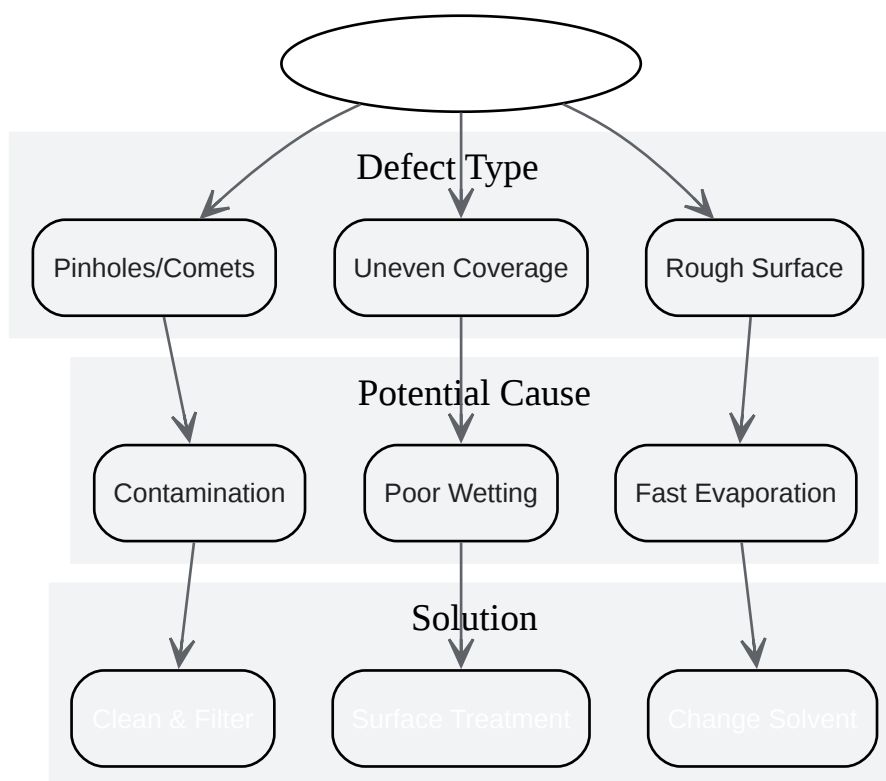 Defect Type
Pinholes/Comets
Uneven Coverage
Rough Surface
Potential Cause
Contamination
Poor Wetting
Fast Evaporation
Solution
Clean & Filter
Surface Treatment
Change Solvent